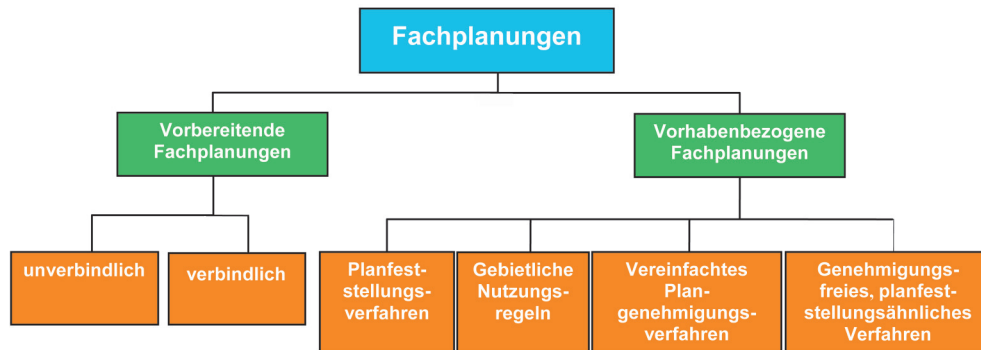 Fachplanungen
Vorbereitende
Fachplanungen
Vorhabenbezogene
Fachplanungen
unverbindlich
verbindlich
Planfest-
stellungs-
verfahren
Gebietliche
Nutzungs-
regeln
Vereinfachtes
Plan-
genehmigungs-
verfahren
Genehmigungs-
freies, planfest-
stellungsähnliches
Verfahren